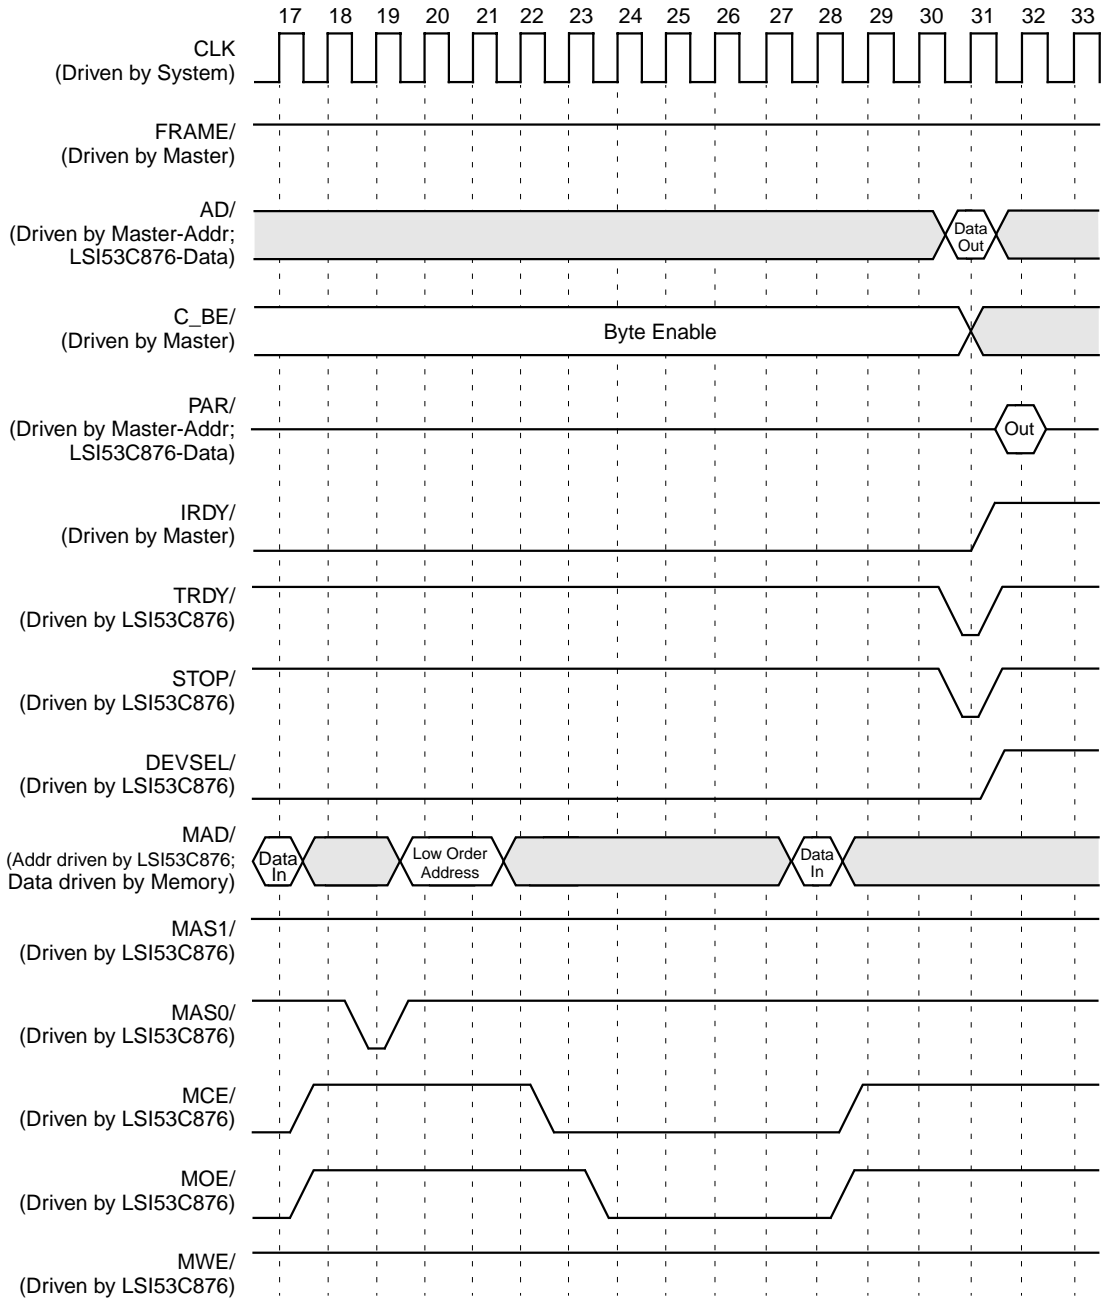 17 18 19 20 21 22 23 24 25 26 27 28 29 30 31 32 33
CLK
(Driven by System)
FRAME/
(Driven by Master)
AD/
(Driven by Master-Addr;
LSI53C876-Data)
Data
Out
C_BE/
(Driven by Master)
Byte Enable
PAR/
(Driven by Master-Addr;
LSI53C876-Data)
Out
IRDY/
(Driven by Master)
TRDY/
(Driven by LSI53C876)
STOP/
(Driven by LSI53C876)
DEVSEL/
(Driven by LSI53C876)
MAD/
(Addr driven by LSI53C876;
Data driven by Memory)
Data
In
Low Order
Address
Data
In
MAS1/
(Driven by LSI53C876)
MAS0/
(Driven by LSI53C876)
MCE/
(Driven by LSI53C876)
MOE/
(Driven by LSI53C876)
MWE/
(Driven by LSI53C876)